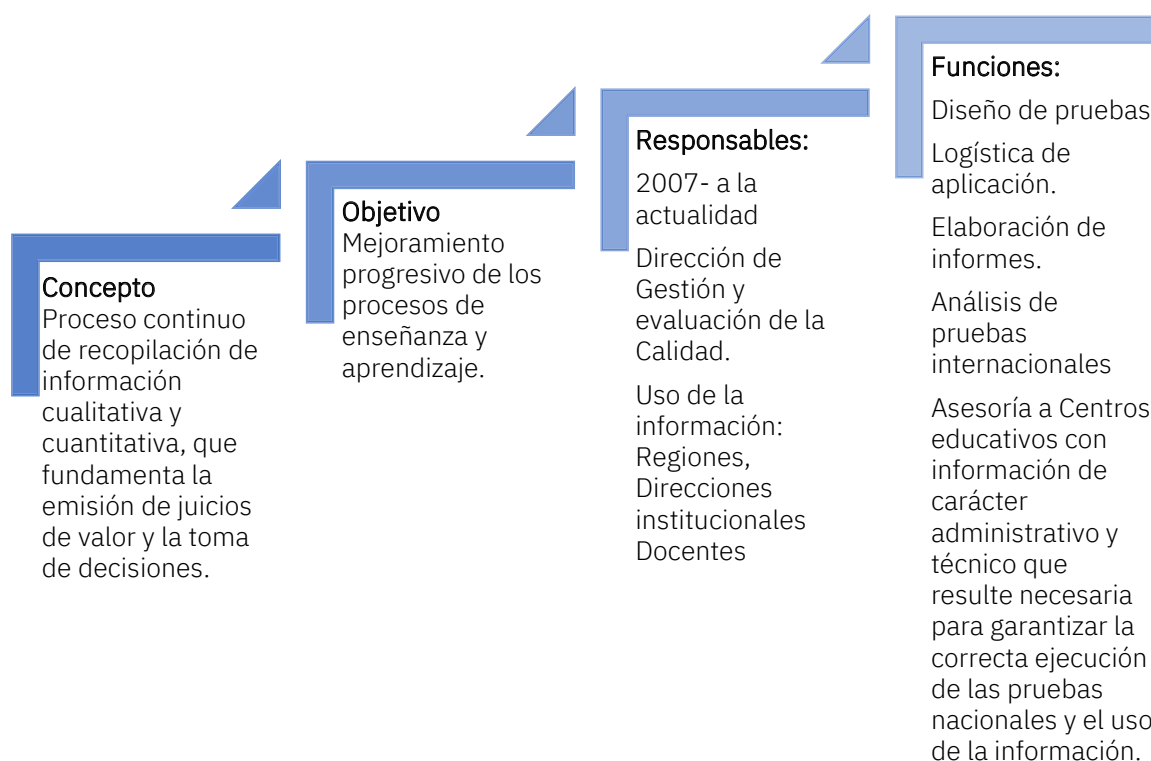 Concepto
Proceso continuo
de recopilación de
información
cualitativa y
cuantitativa, que
fundamenta la
emisión de juicios
de valor y la toma
de decisiones.
Objetivo
Mejoramiento
progresivo de los
procesos de
enseñanza y
aprendizaje.
Responsables:
2007- a la
actualidad
Dirección de
Gestión y
evaluación de la
Calidad.
Uso de la
información:
Regiones,
Direcciones
institucionales
Docentes
Funciones:
Diseño de pruebas
Logística de
aplicación.
Elaboración de
informes.
Análisis de
pruebas
internacionales
Asesoría a Centros
educativos con
información de
carácter
administrativo y
técnico que
resulte necesaria
para garantizar la
correcta ejecución
de las pruebas
nacionales y el uso
de la información.